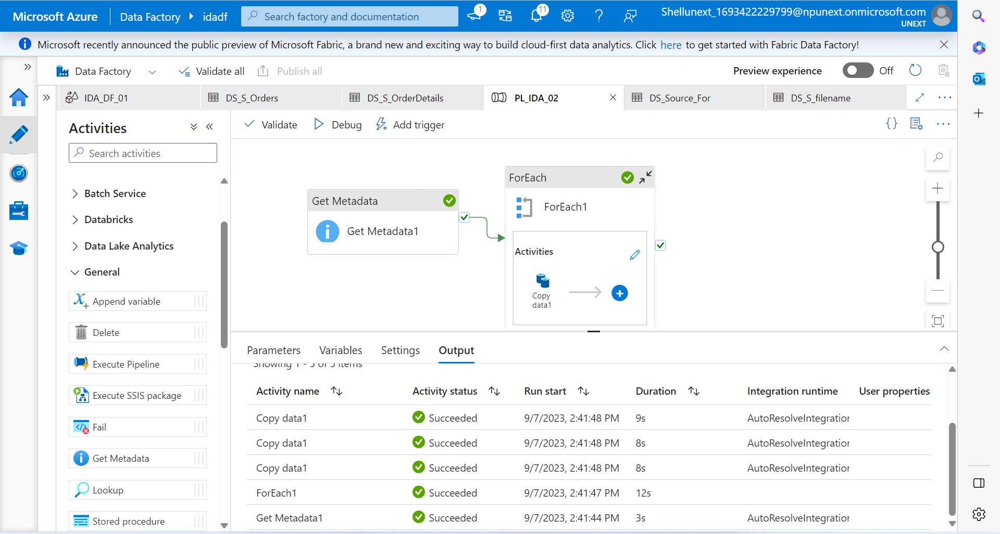 Microsoft Azure
Data Factory
idadf
Search factory and documentation
1
11
Shellunext_1693422229799@npunext.onmicrosoft.com
UNEXT
Microsoft recently announced the public preview of Microsoft Fabric, a brand new and exciting way to build cloud-first data analytics. Click here to get started with Fabric Data Factory!
Data Factory
Validate all
Publish all
Preview experience
Off
IDA_DF_01
DS_S_Orders
DS_S_OrderDetails
PL_IDA_02
DS_Source_For
DS_S_filename
Activities
Search activities
Batch Service
Databricks
Data Lake Analytics
General
Append variable
Delete
Execute Pipeline
Execute SSIS package
Fail
Get Metadata
Lookup
Stored procedure
Validate
Debug
Add trigger
Get Metadata
Get Metadata1
ForEach
ForEach1
Activities
Copy
data1
Parameters
Variables
Settings
Output
Showing 1 - 5 of 5 items
Activity name
Activity status
Run start
Duration
Integration runtime
User properties
Copy data1 Succeeded 9/7/2023, 2:41:48 PM 9s AutoResolveIntegration
Copy data1 Succeeded 9/7/2023, 2:41:48 PM 8s AutoResolveIntegration
Copy data1 Succeeded 9/7/2023, 2:41:48 PM 8s AutoResolveIntegration
ForEach1 Succeeded 9/7/2023, 2:41:47 PM 12s
Get Metadata1 Succeeded 9/7/2023, 2:41:44 PM 3s AutoResolveIntegration